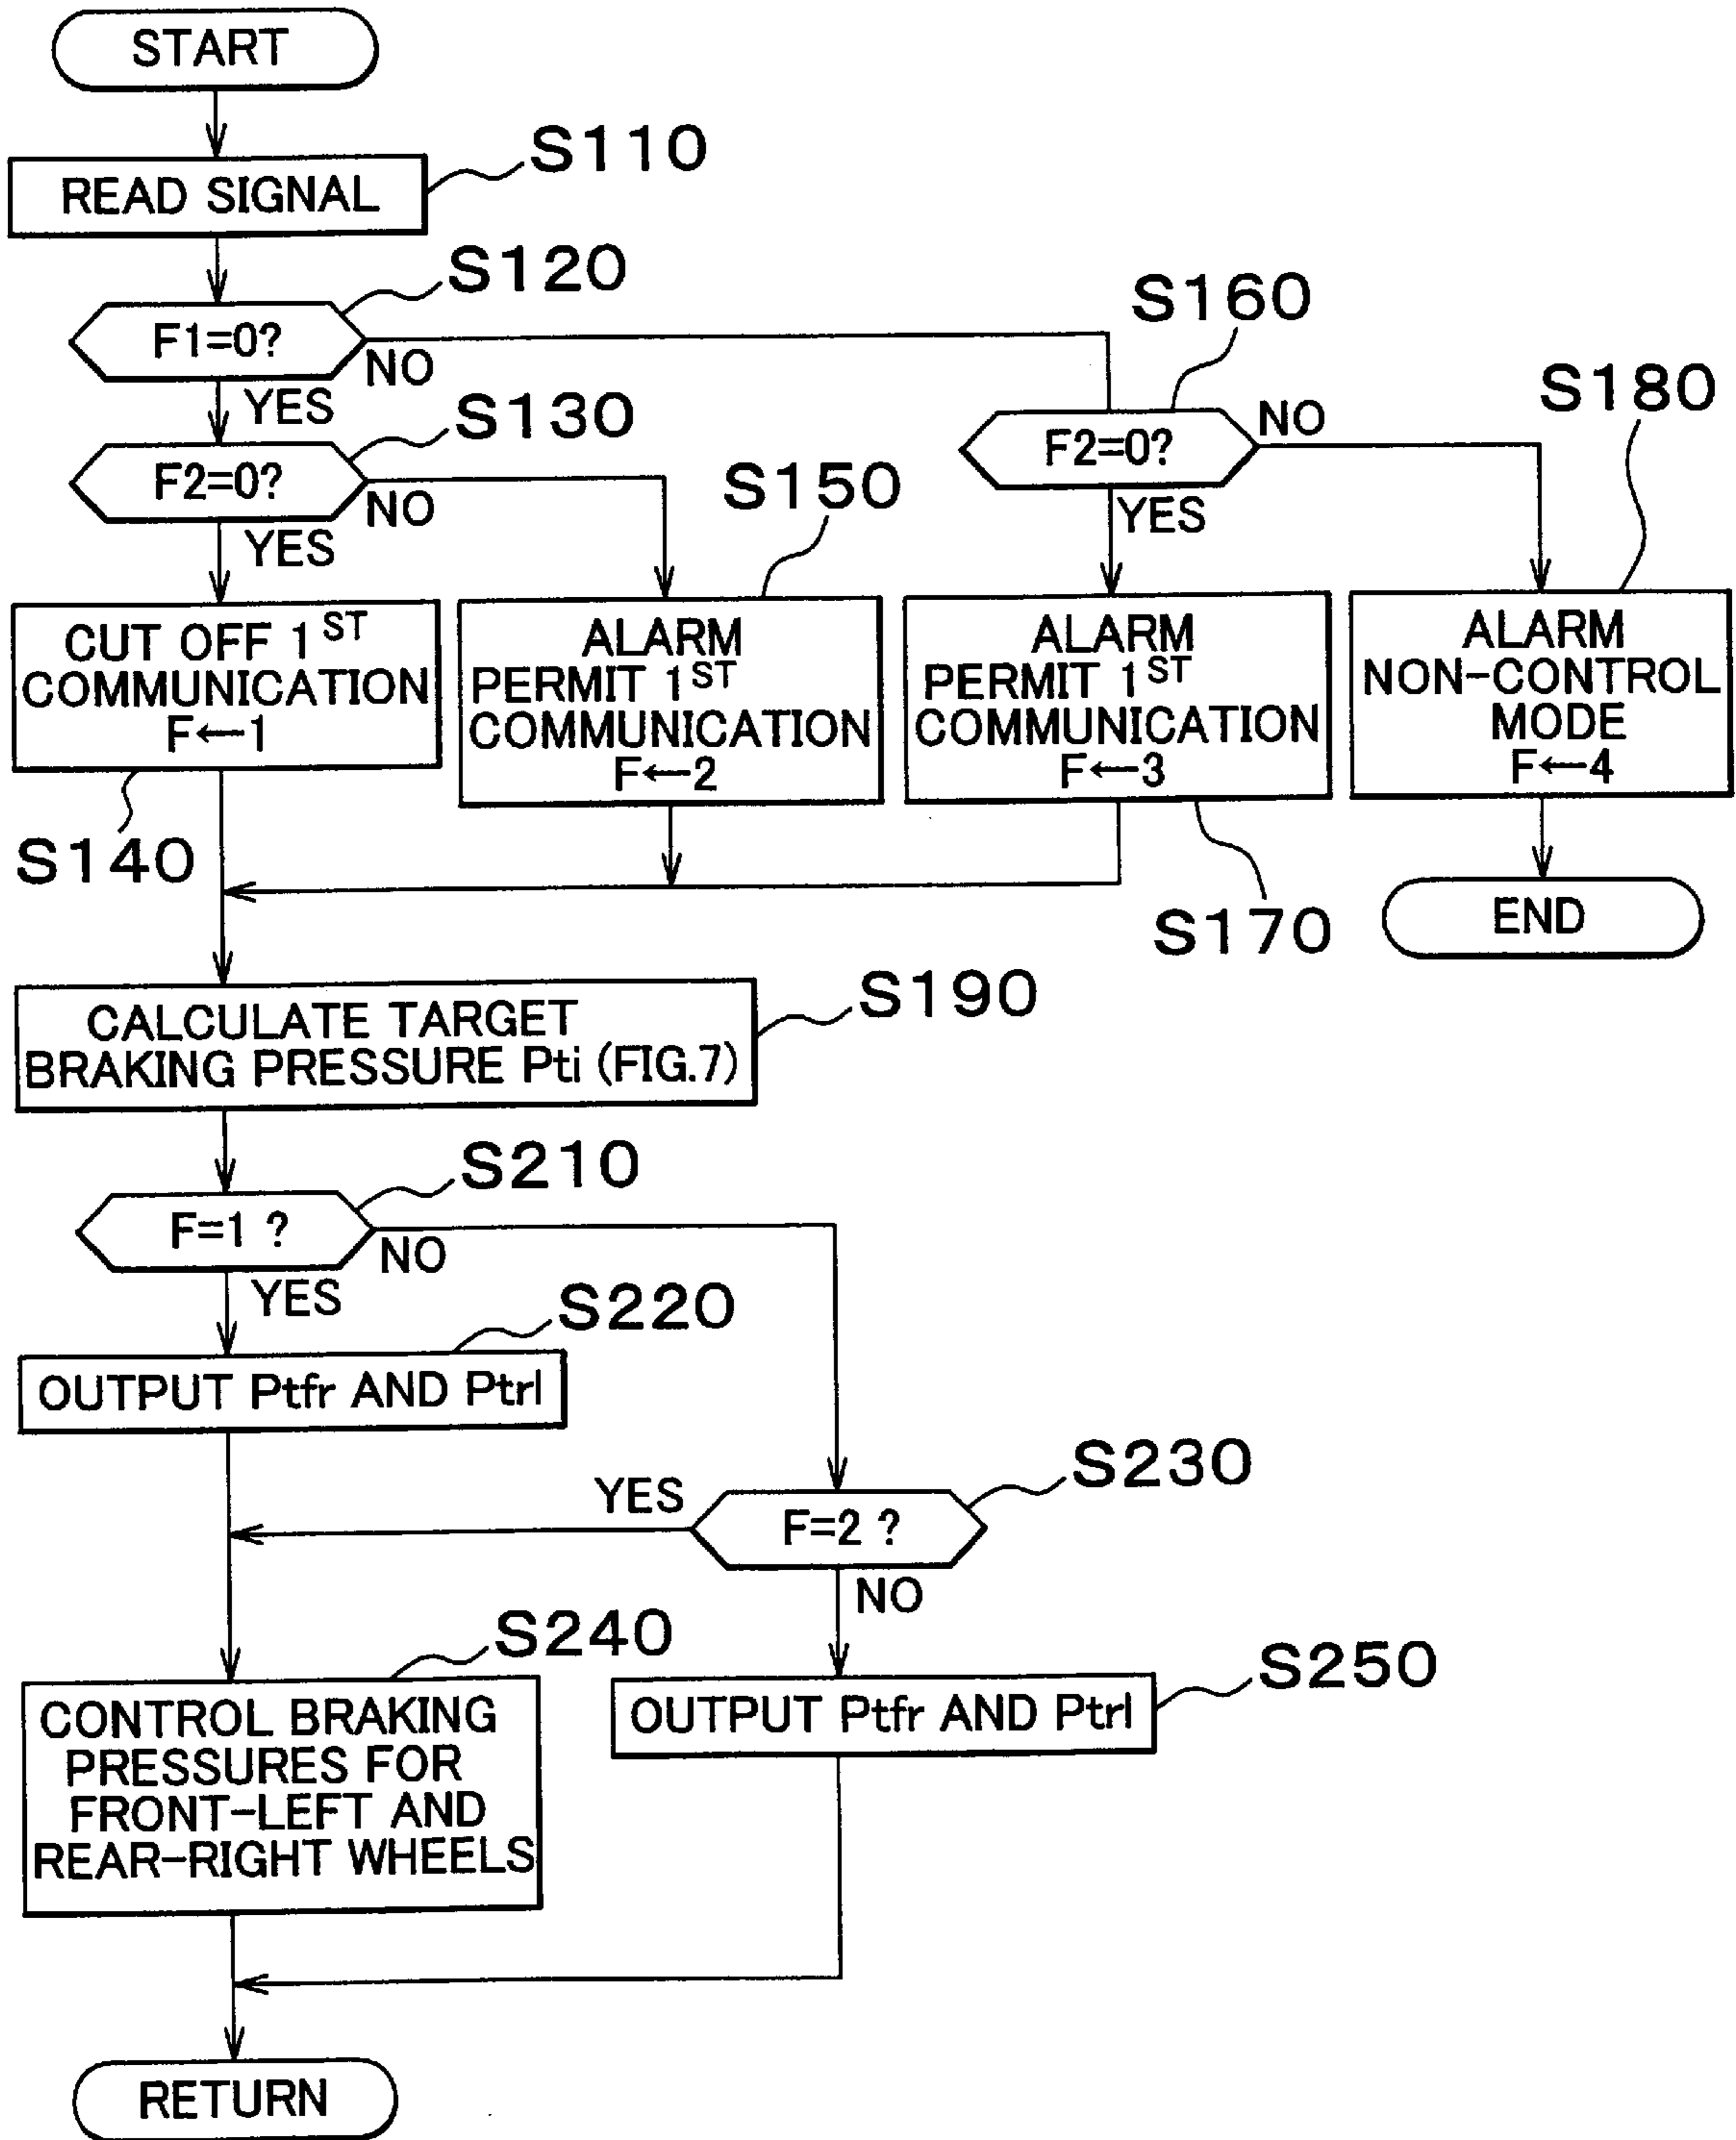 START
S110
READ SIGNAL
S120
F1=0?
NO
YES
S160
F2=0?
NO
YES
S180
S130
F2=0?
NO
YES
S150
CUT OFF 1ST
COMMUNICATION
F←1
S140
ALARM
PERMIT 1ST
COMMUNICATION
F←2
ALARM
PERMIT 1ST
COMMUNICATION
F←3
S170
ALARM
NON-CONTROL
MODE
F←4
END
S190
CALCULATE TARGET
BRAKING PRESSURE Pti (FIG.7)
S210
F=1 ?
NO
YES
S220
OUTPUT Ptfr AND Ptrl
S230
YES
F=2 ?
NO
S240
CONTROL BRAKING
PRESSURES FOR
FRONT-LEFT AND
REAR-RIGHT WHEELS
S250
OUTPUT Ptfr AND Ptrl
RETURN